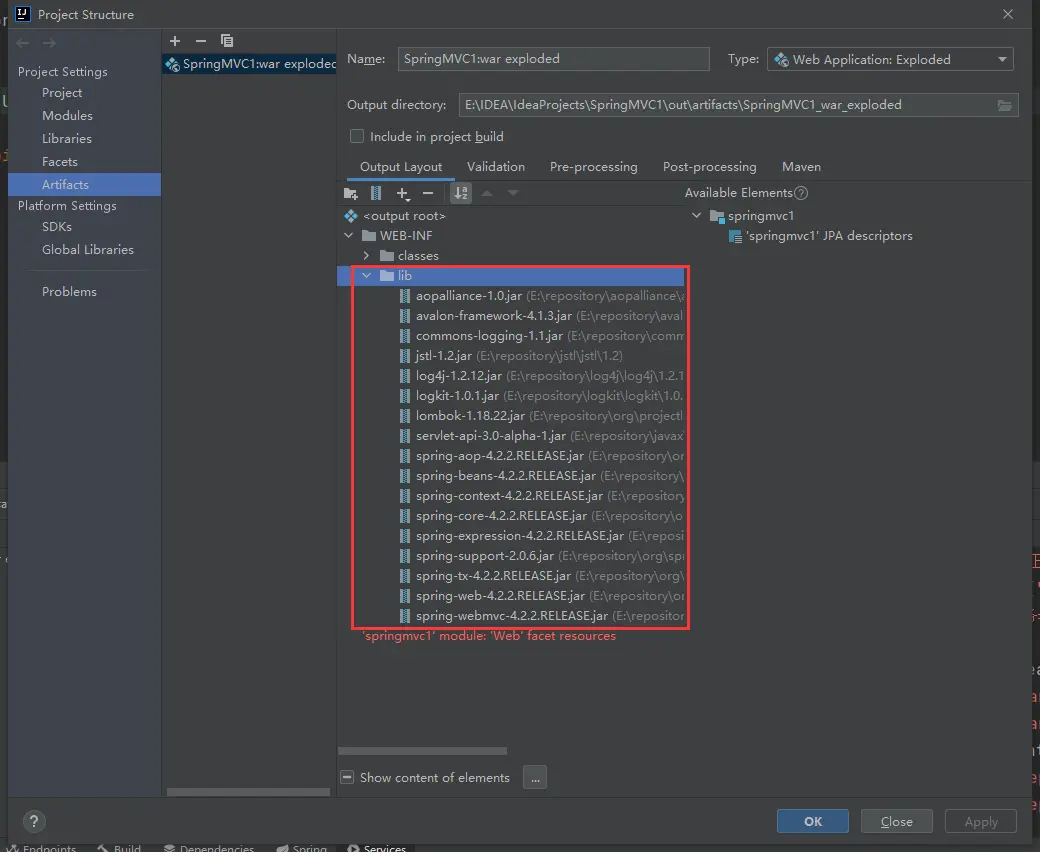 Project Structure
Project Settings
Project
Modules
Libraries
Facets
Artifacts
Platform Settings
SDKs
Global Libraries
Problems
SpringMVC1:war exploded
Name: SpringMVC1:war exploded Type: Web Application: Exploded
Output directory: E:\IDEA\IdeaProjects\SpringMVC1\out\artifacts\SpringMVC1_war_exploded
Include in project build
Output Layout Validation Pre-processing Post-processing Maven
Available Elements
<output root>
WEB-INF
classes
lib
aopalliance-1.0.jar (E:\repository\aopalliance\
avalon-framework-4.1.3.jar (E:\repository\aval
commons-logging-1.1.jar (E:\repository\comm
jstl-1.2.jar (E:\repository\jstl\jstl\1.2)
log4j-1.2.12.jar (E:\repository\log4j\log4j\1.2.1
logkit-1.0.1.jar (E:\repository\logkit\logkit\1.0.
lombok-1.18.22.jar (E:\repository\org\projectl
servlet-api-3.0-alpha-1.jar (E:\repository\javax
spring-aop-4.2.2.RELEASE.jar (E:\repository\or
spring-beans-4.2.2.RELEASE.jar (E:\repository\
spring-context-4.2.2.RELEASE.jar (E:\repository
spring-core-4.2.2.RELEASE.jar (E:\repository\o
spring-expression-4.2.2.RELEASE.jar (E:\reposi
spring-support-2.0.6.jar (E:\repository\org\spr
spring-tx-4.2.2.RELEASE.jar (E:\repository\org\
spring-web-4.2.2.RELEASE.jar (E:\repository\or
spring-webmvc-4.2.2.RELEASE.jar (E:\repositor
'springmvc1' module: 'Web' facet resources
springmvc1
'springmvc1' JPA descriptors
Show content of elements ...
? OK Close Apply
Endpoints Build Dependencies Spring Services